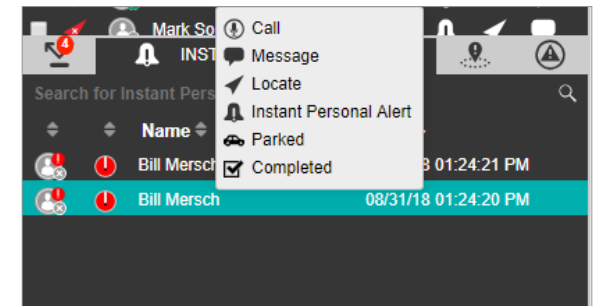 Mark So
Call
4
INST
Message
Search for Instant Pers
Locate
Instant Personal Alert
Name
Parked
Bill Mersch
Completed
8 01:24:21 PM
Bill Mersch 08/31/18 01:24:20 PM